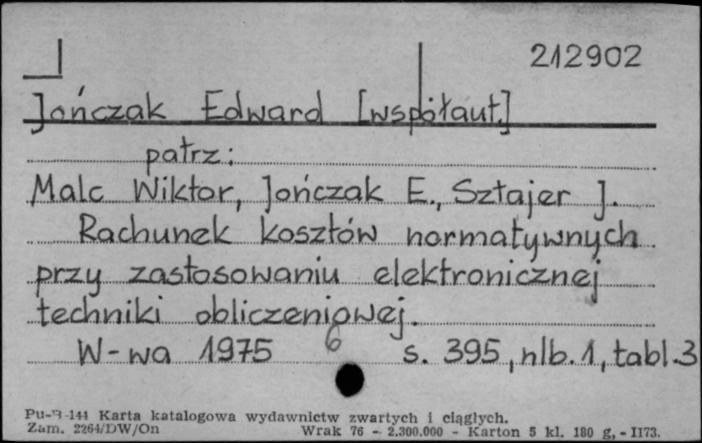 212902
Jończak Edward [współaut.]
patrz:
Malc Wiktor, Jończak E., Sztajer J.
Rachunek kosztów normatywnych
przy zastosowaniu elektronicznej
techniki obliczeniowej.
W-wa 1975 6 s. 395, nlb. 1, tabl. 3
Pu-B-144 Karta katalogowa wydawnictw zwartych i ciągłych.
Zam. 2264/DW/On Wrak 76 - 2.300.000 - Karton 5 kl. 180 g. - II73.